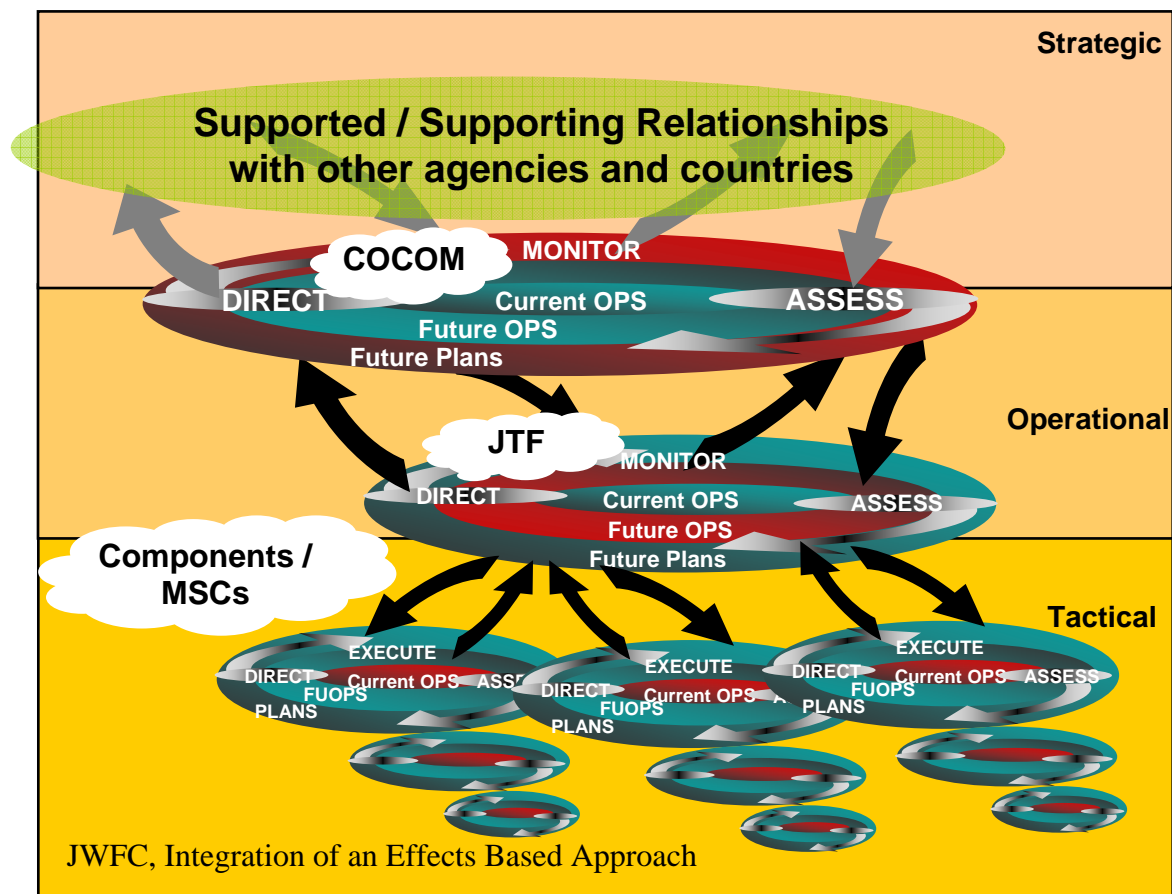 Strategic
Supported / Supporting Relationships
with other agencies and countries
COCOM
MONITOR
DIRECT
Current OPS
ASSESS
Future OPS
Future Plans
Operational
JTF
MONITOR
DIRECT
Current OPS
ASSESS
Future OPS
Future Plans
Components /
MSCs
Tactical
EXECUTE
DIRECT
Current OPS
ASSE
FUOPS
PLANS
EXECUTE
DIRECT
Current OPS
A
FUOPS
PLANS
EXECUTE
DIRECT
Current OPS
ASSESS
FUOPS
PLANS
JWFC, Integration of an Effects Based Approach